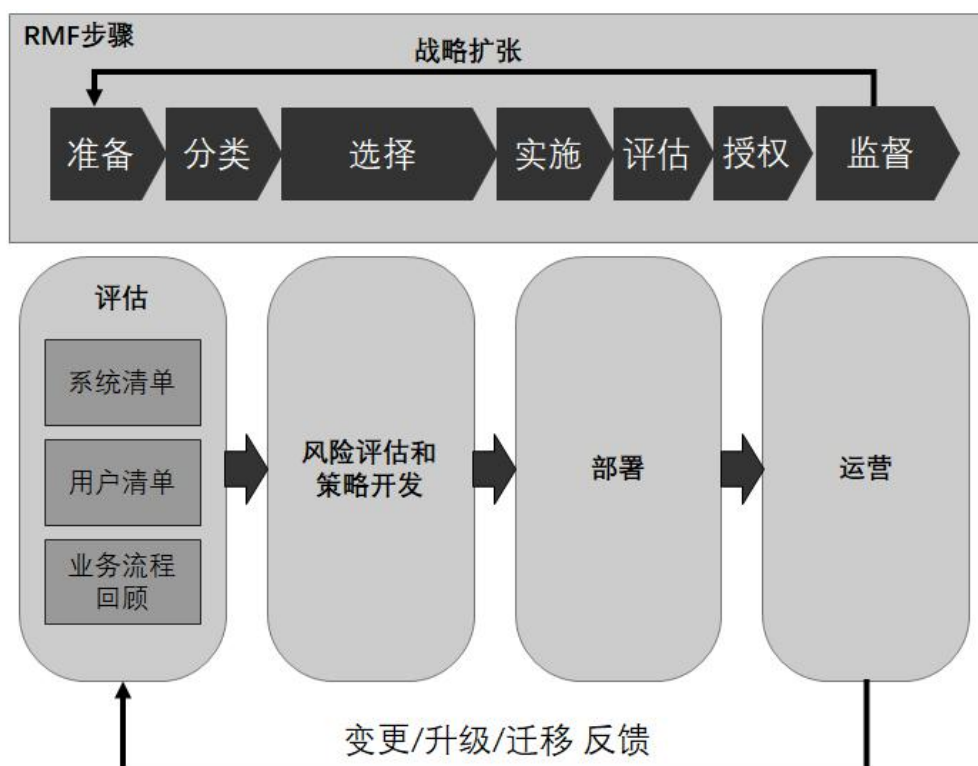 RMF步骤
战略扩张
准备
分类
选择
实施
评估
授权
监督
评估
系统清单
用户清单
业务流程
回顾
风险评估和
策略开发
部署
运营
变更/升级/迁移 反馈